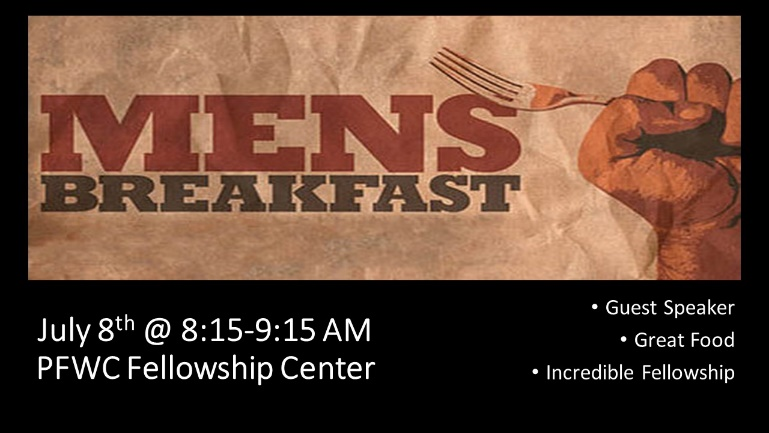 MENS
BREAKFAST
July 8th @ 8:15-9:15 AM
PFWC Fellowship Center
• Guest Speaker
• Great Food
• Incredible Fellowship